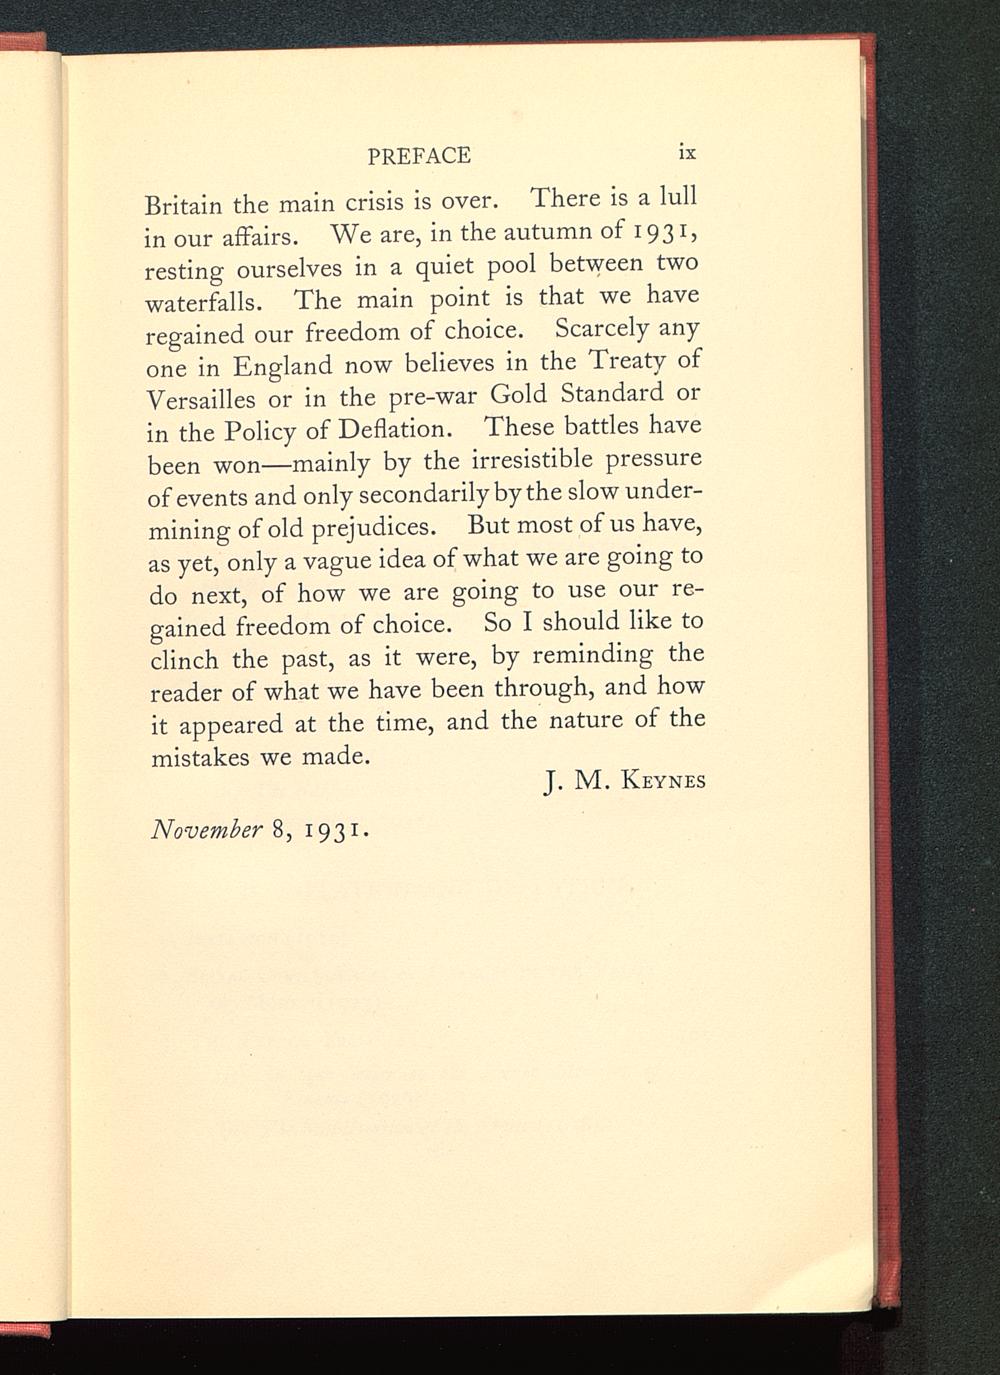 PREFACE ix
Britain the main crisis is over. There is a lull
in our affairs. We are, in the autumn of 1931,
resting ourselves in a quiet pool between two
waterfalls. The main point is that we have
regained our freedom of choice. Scarcely any
one in England now believes in the Treaty of
Versailles or in the pre-war Gold Standard or
in the Policy of Deflation. These battles have
been won—mainly by the irresistible pressure
of events and only secondarily by the slow under-
mining of old prejudices. But most of us have,
as yet, only a vague idea of what we are going to
do next, of how we are going to use our re-
gained freedom of choice. So I should like to
clinch the past, as it were, by reminding the
reader of what we have been through, and how
it appeared at the time, and the nature of the
mistakes we made.
J. M. KEYNES
November 8, 1931.